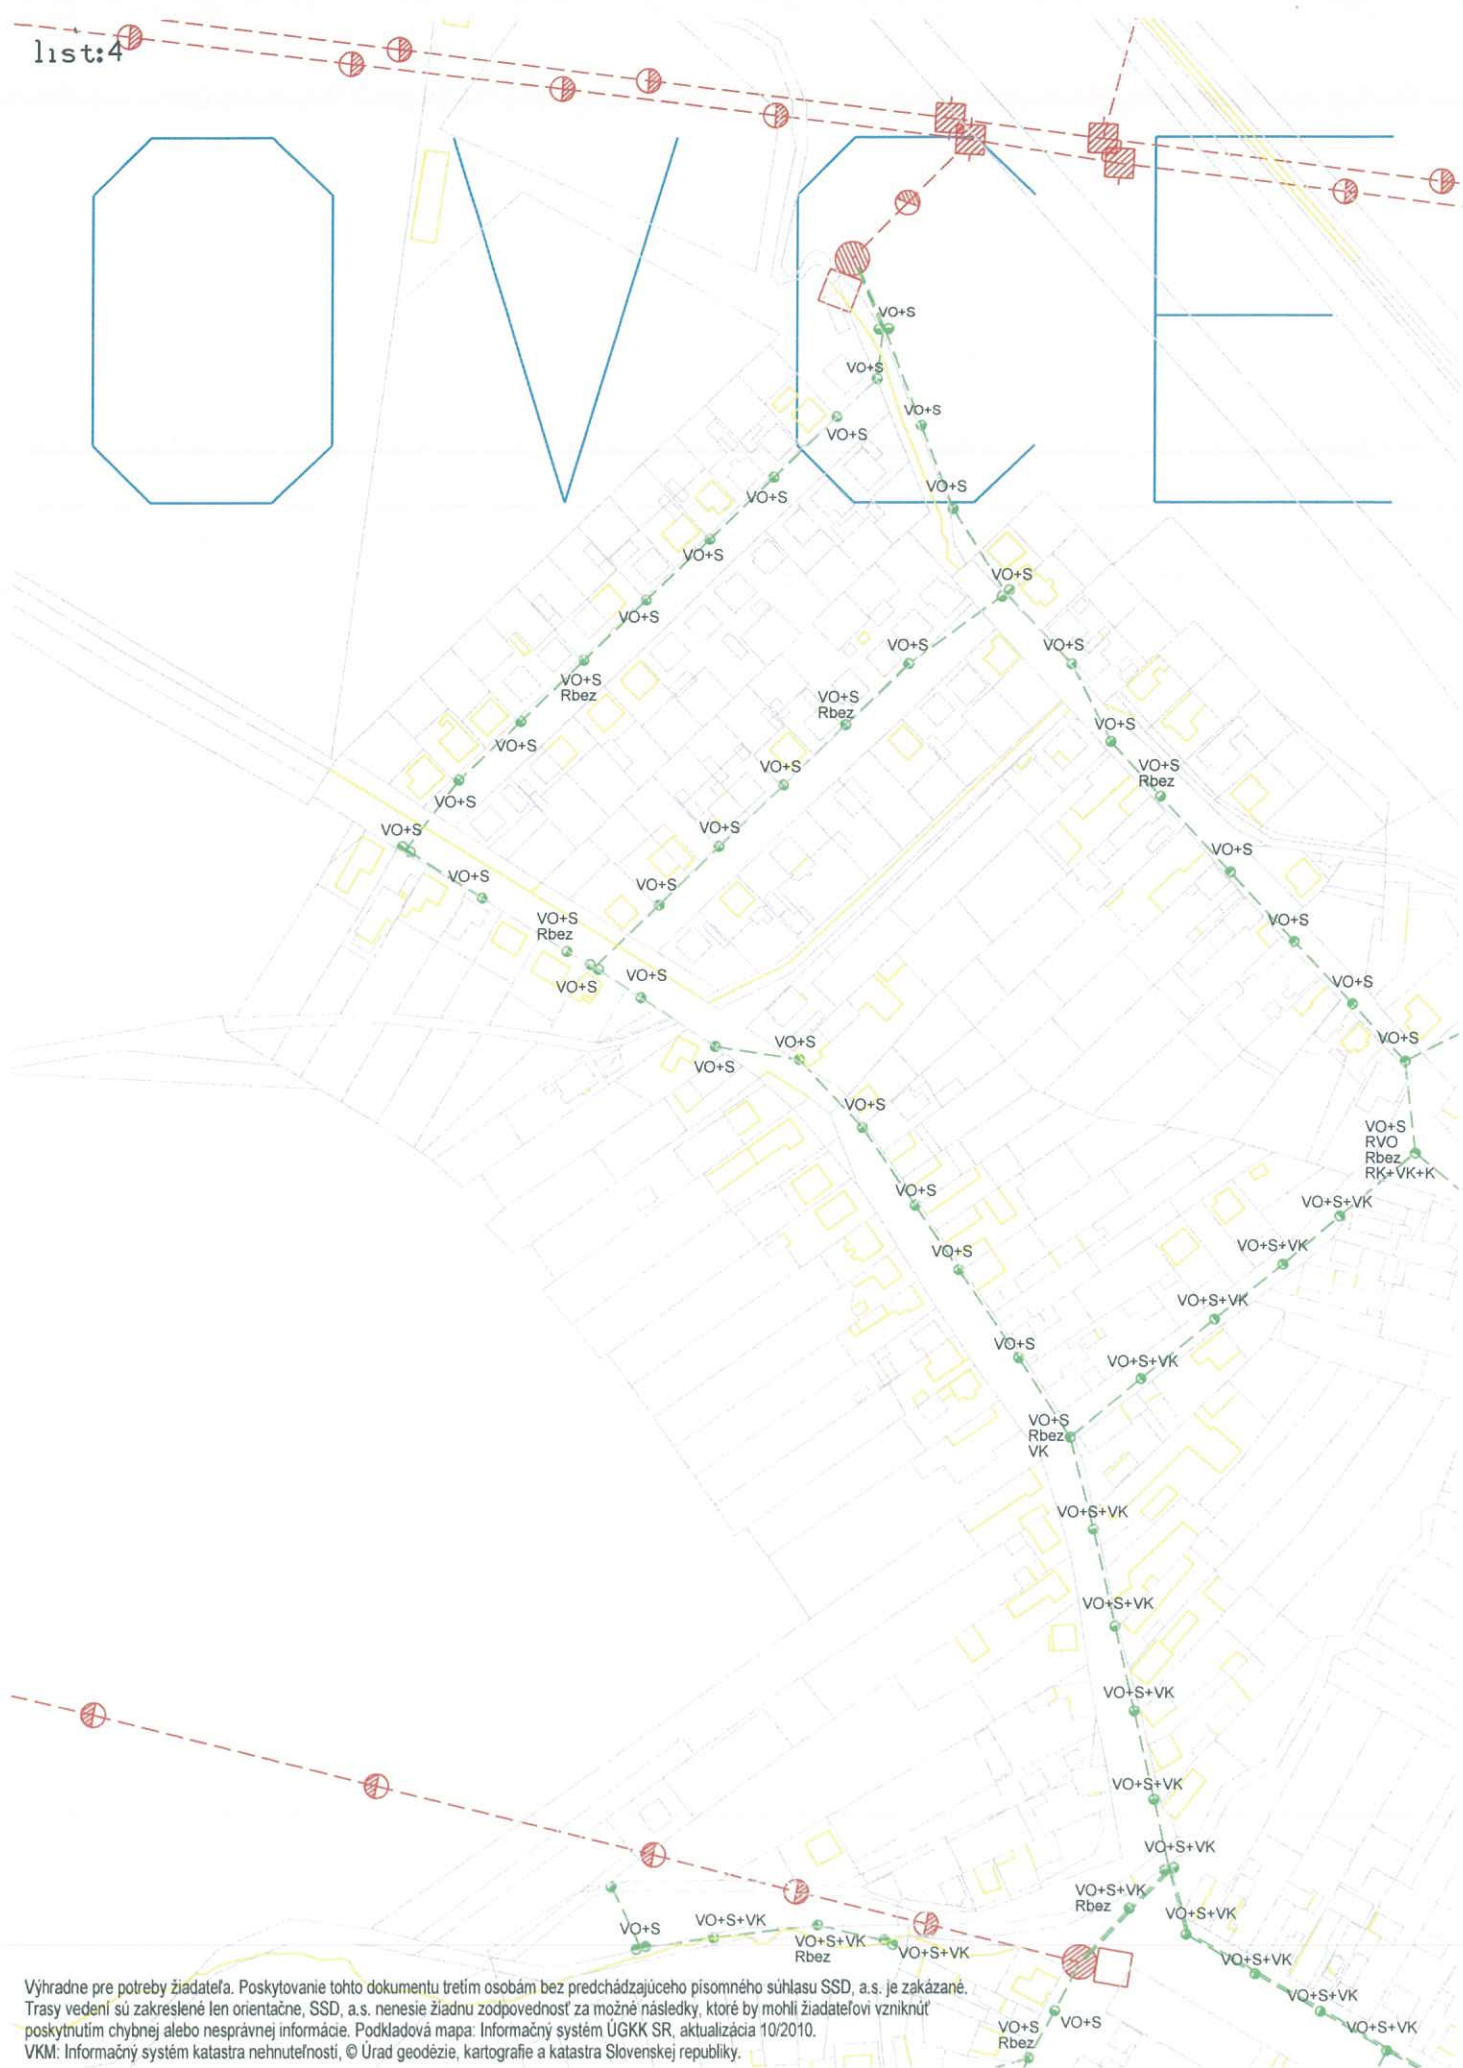 list:4
OVCE
VO+S
VO+S
VO+S
VO+S
VO+S
VO+S
VO+S
VO+S
VO+S
VO+S
VO+S
VO+S
Rbez
VO+S
Rbez
VO+S
VO+S
VO+S
VO+S
Rbez
VO+S
VO+S
VO+S
VO+S
VO+S
VO+S
VO+S
VO+S
Rbez
VO+S
VO+S
VO+S
VO+S
VO+S
VO+S
VO+S
VO+S
RVO
Rbez
RK+VK+K
VO+S
VO+S+VK
VO+S+VK
VO+S
VO+S+VK
VO+S
VO+S+VK
VO+S
Rbez
VK
VO+S+VK
VO+S+VK
VO+S+VK
VO+S+VK
VO+S+VK
VO+S+VK
Rbez
VO+S+VK
VO+S
VO+S+VK
VO+S+VK
Rbez
VO+S+VK
VO+S+VK
VO+S+VK
VO+S
VO+S
Rbez
VO+S+VK
Výhradne pre potreby žiadateľa. Poskytovanie tohto dokumentu tretím osobám bez predchádzajúceho písomného súhlasu SSD, a.s. je zakázané.
Trasy vedení sú zakreslené len orientačne, SSD, a.s. nenesie žiadnu zodpovednosť za možné následky, ktoré by mohli žiadateľovi vzniknúť
poskytnutím chybnej alebo nesprávnej informácie. Podkladová mapa: Informačný systém ÚGKK SR, aktualizácia 10/2010.
VKM: Informačný systém katastra nehnuteľností, © Úrad geodézie, kartografie a katastra Slovenskej republiky.